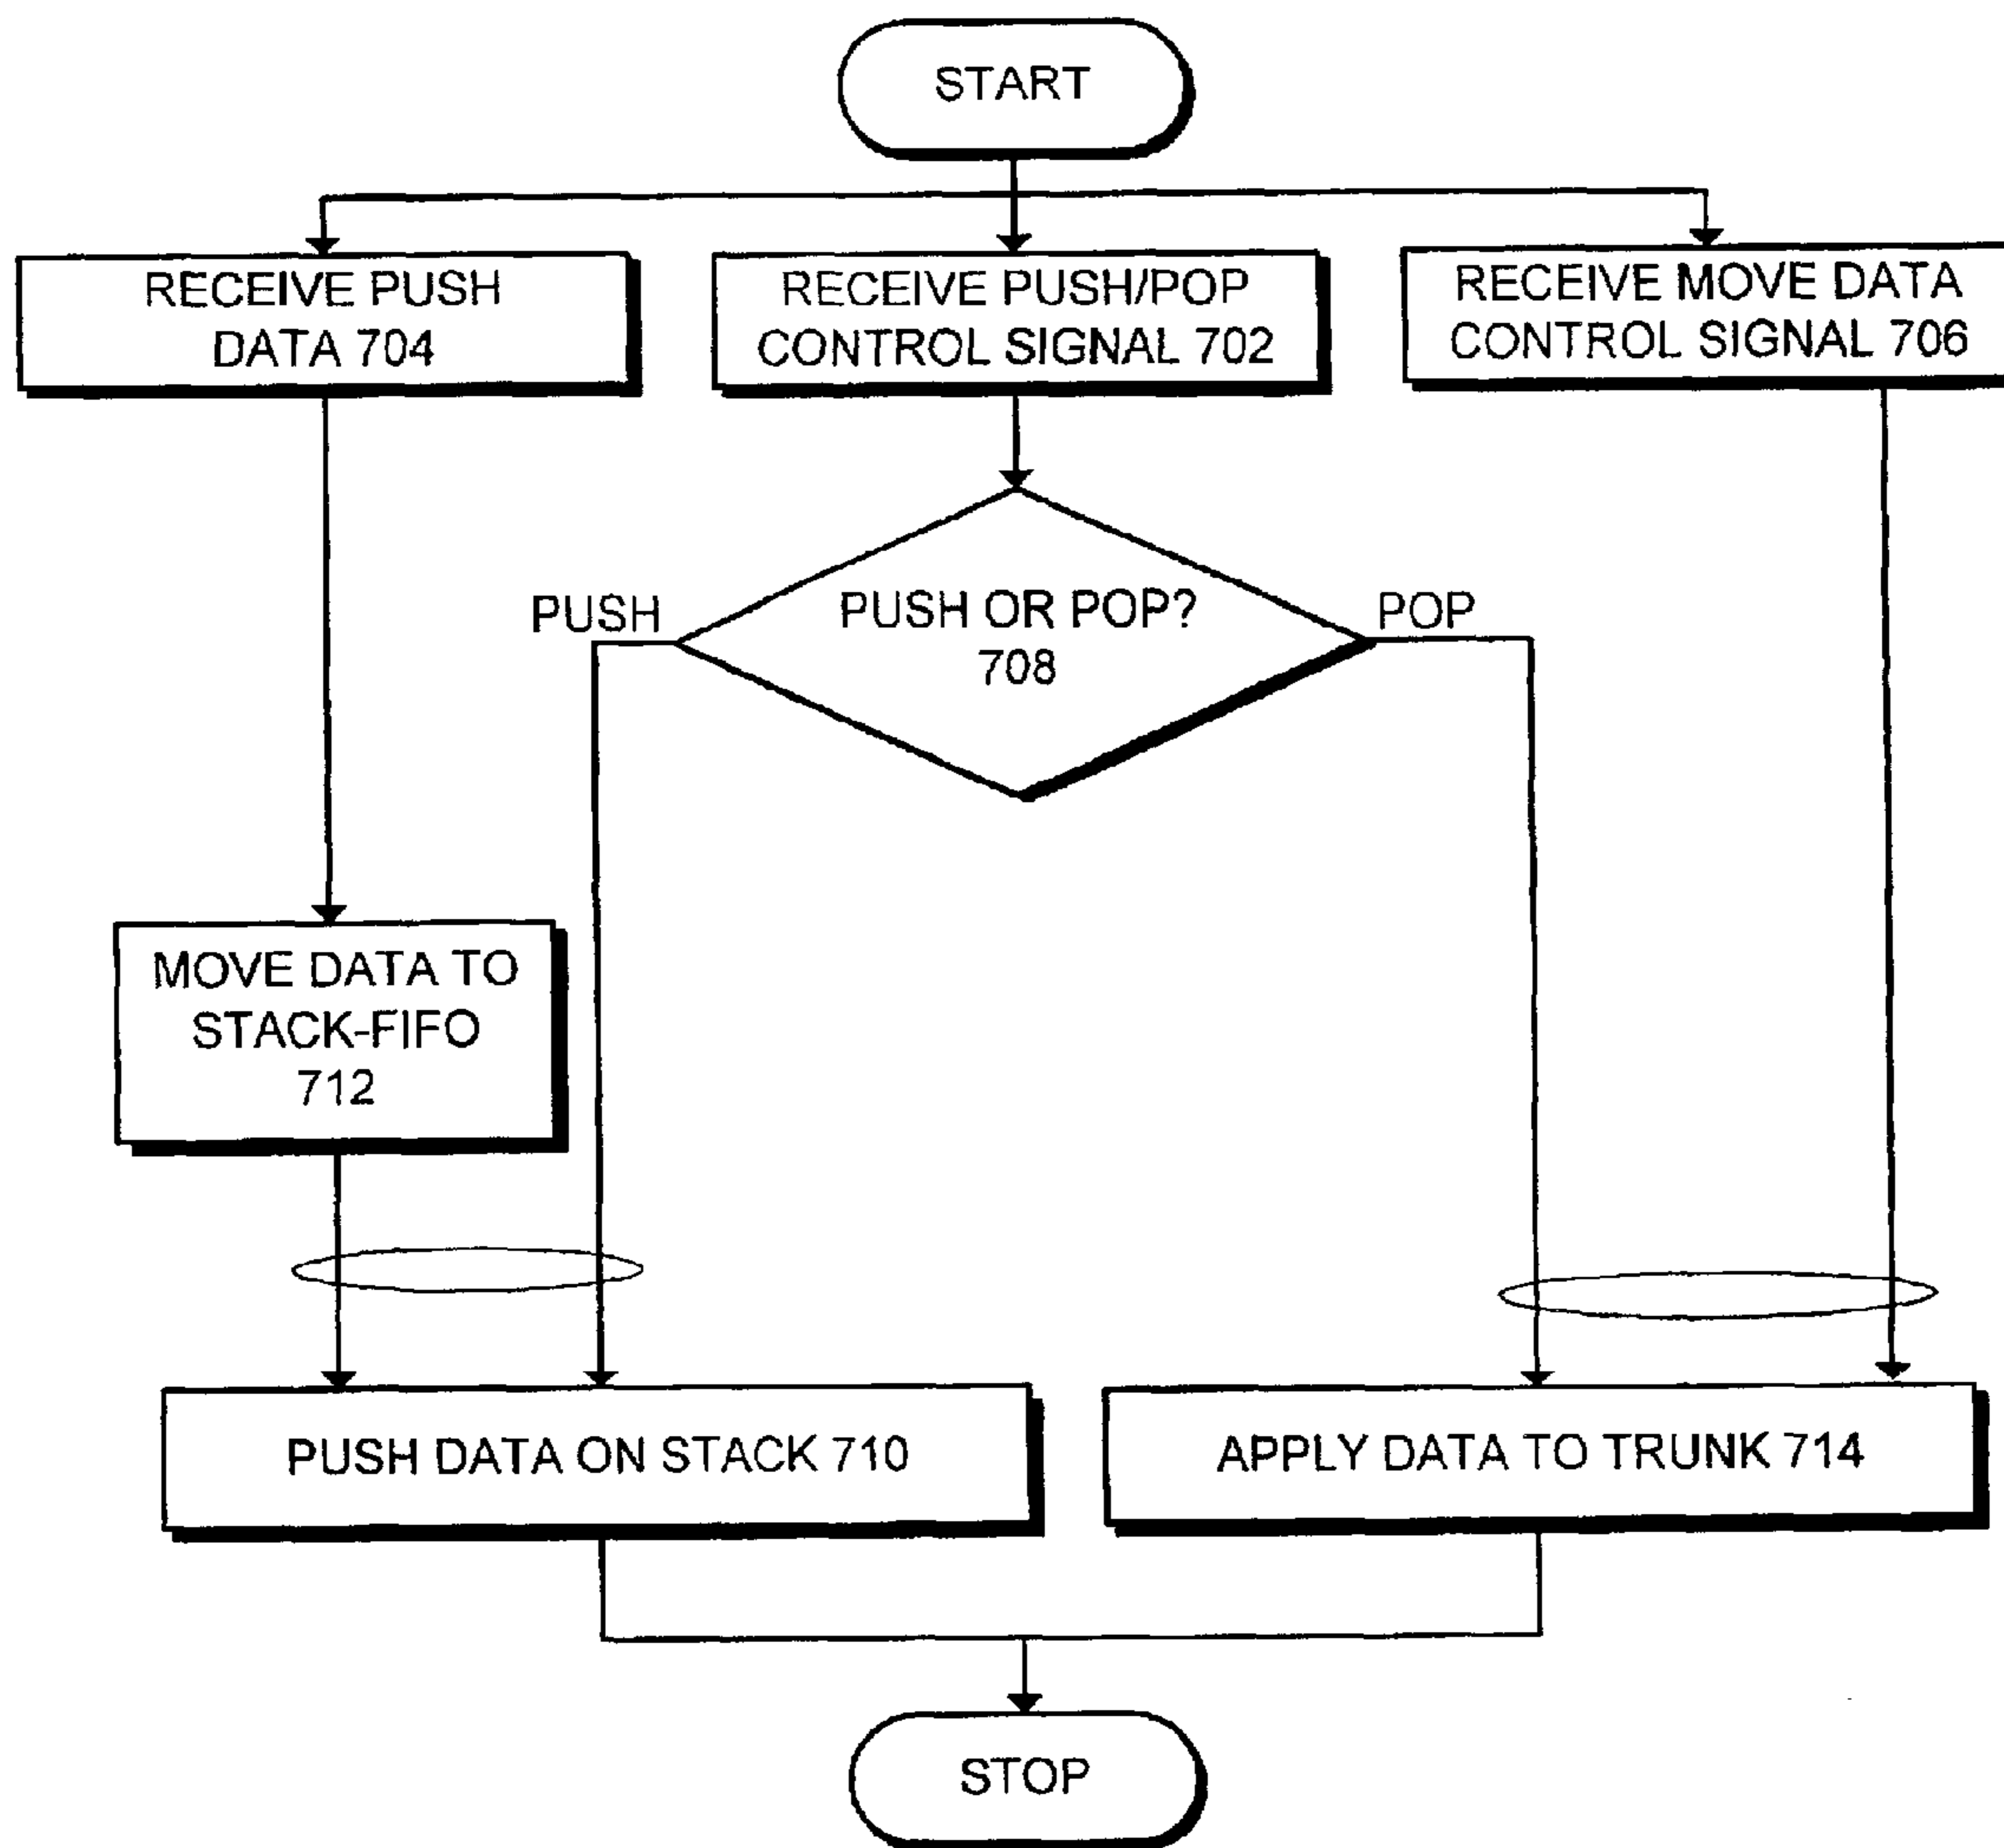 START
RECEIVE PUSH
DATA 704
RECEIVE PUSH/POP
CONTROL SIGNAL 702
RECEIVE MOVE DATA
CONTROL SIGNAL 706
PUSH
PUSH OR POP?
708
POP
MOVE DATA TO
STACK-FIFO
712
PUSH DATA ON STACK 710
APPLY DATA TO TRUNK 714
STOP